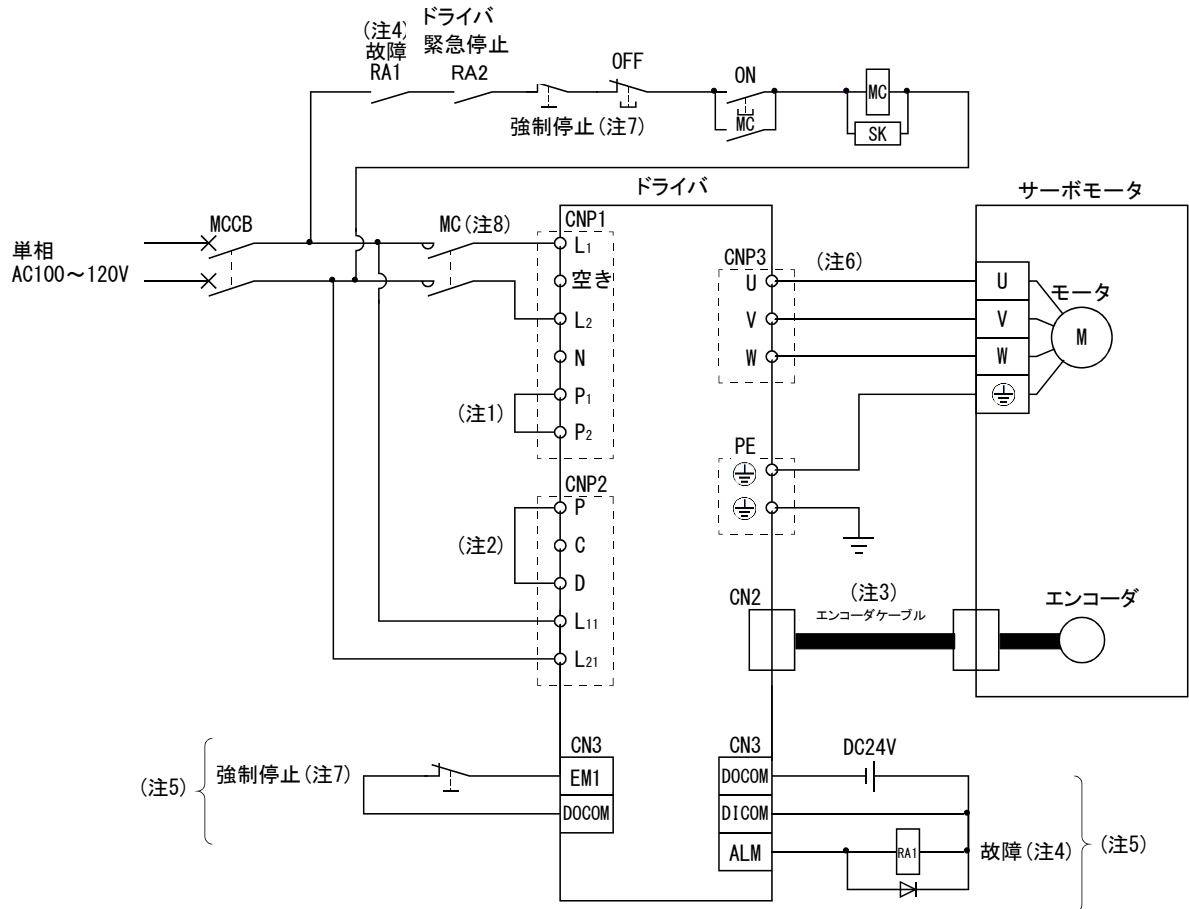 (注4)
故障
RA1
ドライバ
緊急停止
RA2
強制停止(注7)
OFF
ON
MC
MC
SK
ドライバ
サーボモータ
単相
AC100～120V
MCCB
MC(注8)
CNP1
L1
空き
L2
N
P1
P2
(注1)
CNP2
P
C
D
L11
L21
(注2)
CNP3
U
V
W
(注6)
U
V
W
モータ
M
PE
CN2
(注3)
エンコーダケーブル
エンコーダ
(注5)
強制停止(注7)
CN3
EM1
DOCOM
CN3
DOCOM
DICOM
ALM
DC24V
RA1
故障(注4)
(注5)